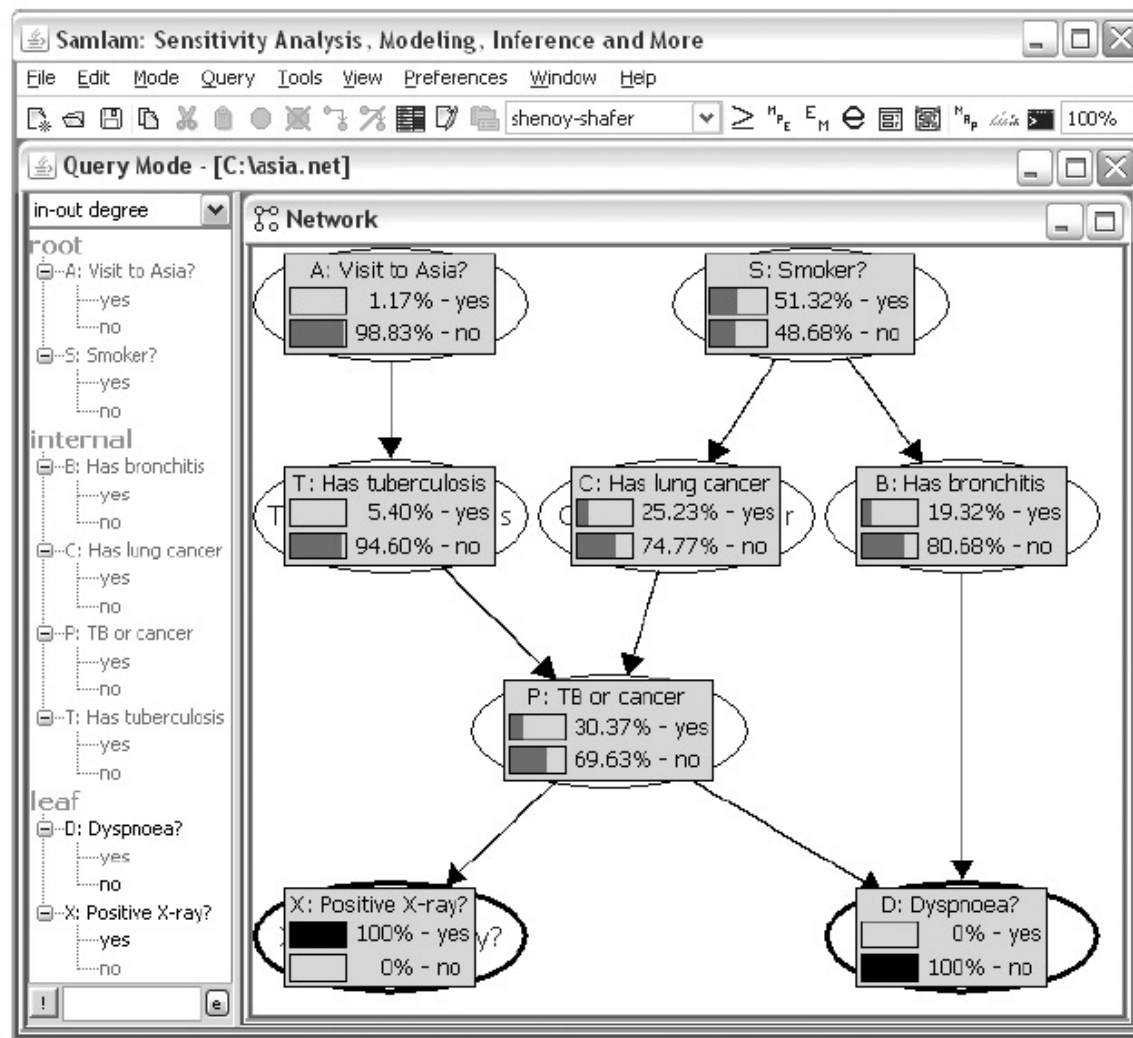 SamIam: Sensitivity Analysis, Modeling, Inference and More
File Edit Mode Query Tools View Preferences Window Help
shenoy-shafer MPE EM e MAP 100%
Query Mode - [C:\asia.net]
in-out degree
Network
root
A: Visit to Asia?
yes
no
S: Smoker?
yes
no
internal
B: Has bronchitis
yes
no
C: Has lung cancer
yes
no
P: TB or cancer
yes
no
T: Has tuberculosis
yes
no
leaf
D: Dyspnoea?
yes
no
X: Positive X-ray?
yes
no
! e
A: Visit to Asia?
1.17% - yes
98.83% - no
S: Smoker?
51.32% - yes
48.68% - no
T: Has tuberculosis
5.40% - yes
94.60% - no
C: Has lung cancer
25.23% - yes
74.77% - no
B: Has bronchitis
19.32% - yes
80.68% - no
P: TB or cancer
30.37% - yes
69.63% - no
X: Positive X-ray?
100% - yes
0% - no
D: Dyspnoea?
0% - yes
100% - no